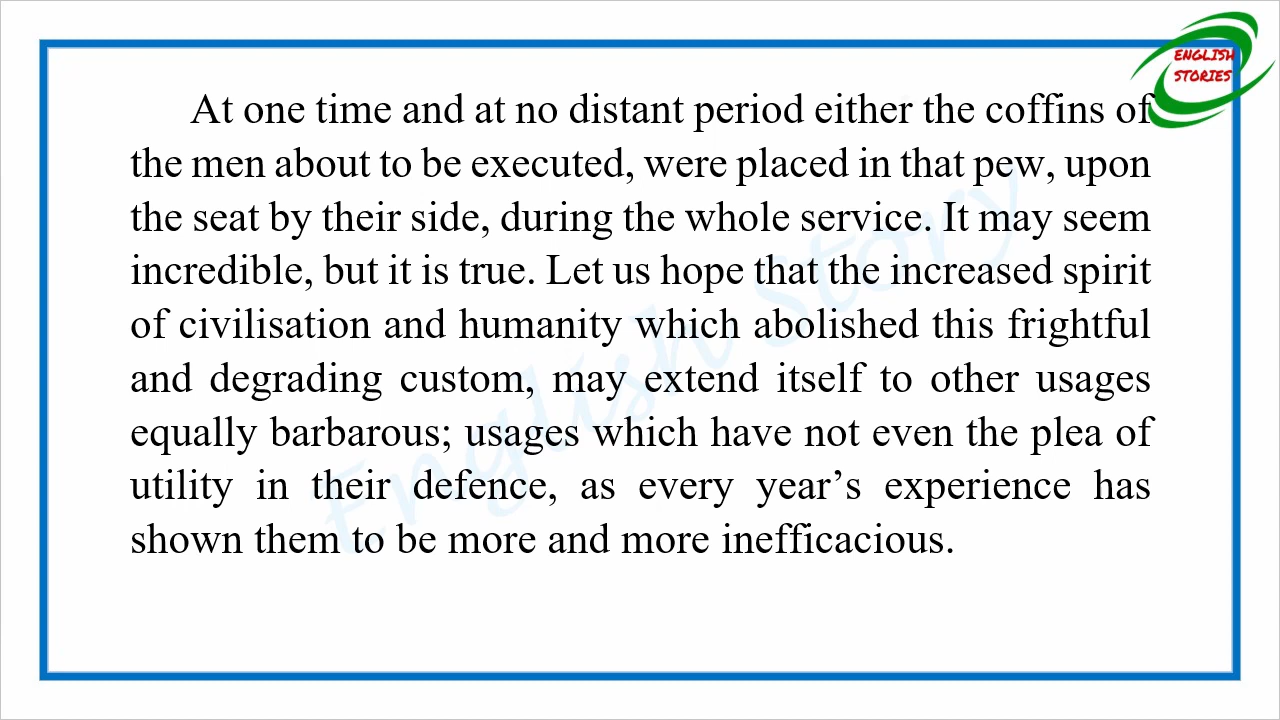 ENGLISH
STORIES
At one time and at no distant period either the coffins of
the men about to be executed, were placed in that pew, upon
the seat by their side, during the whole service. It may seem
incredible, but it is true. Let us hope that the increased spirit
of civilisation and humanity which abolished this frightful
and degrading custom, may extend itself to other usages
equally barbarous; usages which have not even the plea of
utility in their defence, as every year’s experience has
shown them to be more and more inefficacious.
English Story